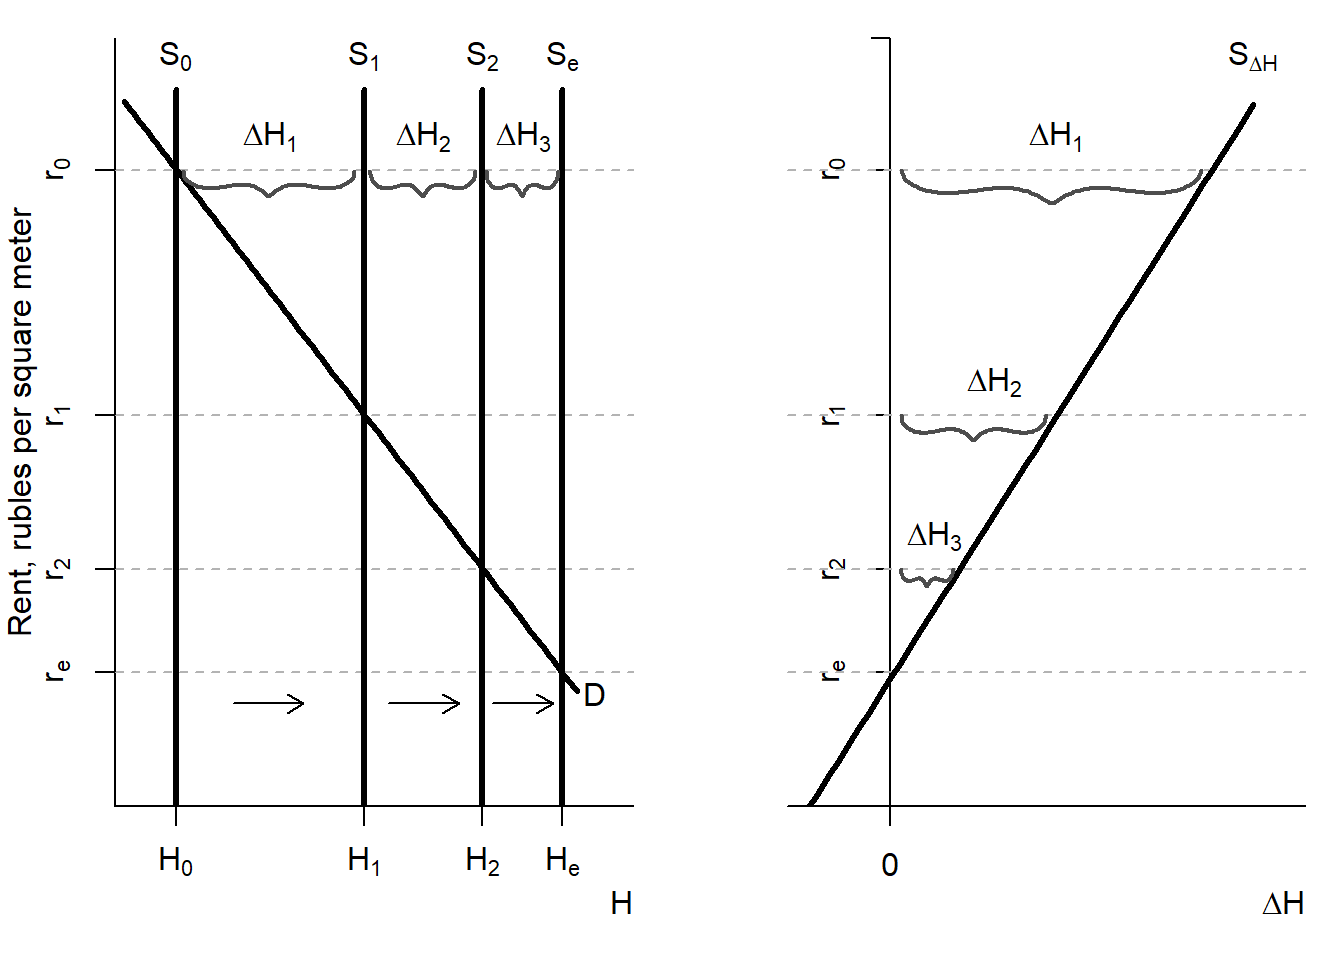 Rent, rubles per square meter
S₀ S₁ S₂ Sₑ
ΔH₁ ΔH₂ ΔH₃
r₀
r₁
r₂
rₑ
D
H₀ H₁ H₂ Hₑ
H
S_ΔH
ΔH₁
r₀
ΔH₂
r₁
ΔH₃
r₂
rₑ
0
ΔH